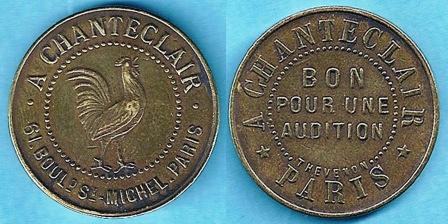 · A CHANTECLAIR ·
61, BOULD ST-MICHEL, PARIS
A CHANTECLAIR
BON
POUR UNE
AUDITION
THEVENON
★ PARIS ★